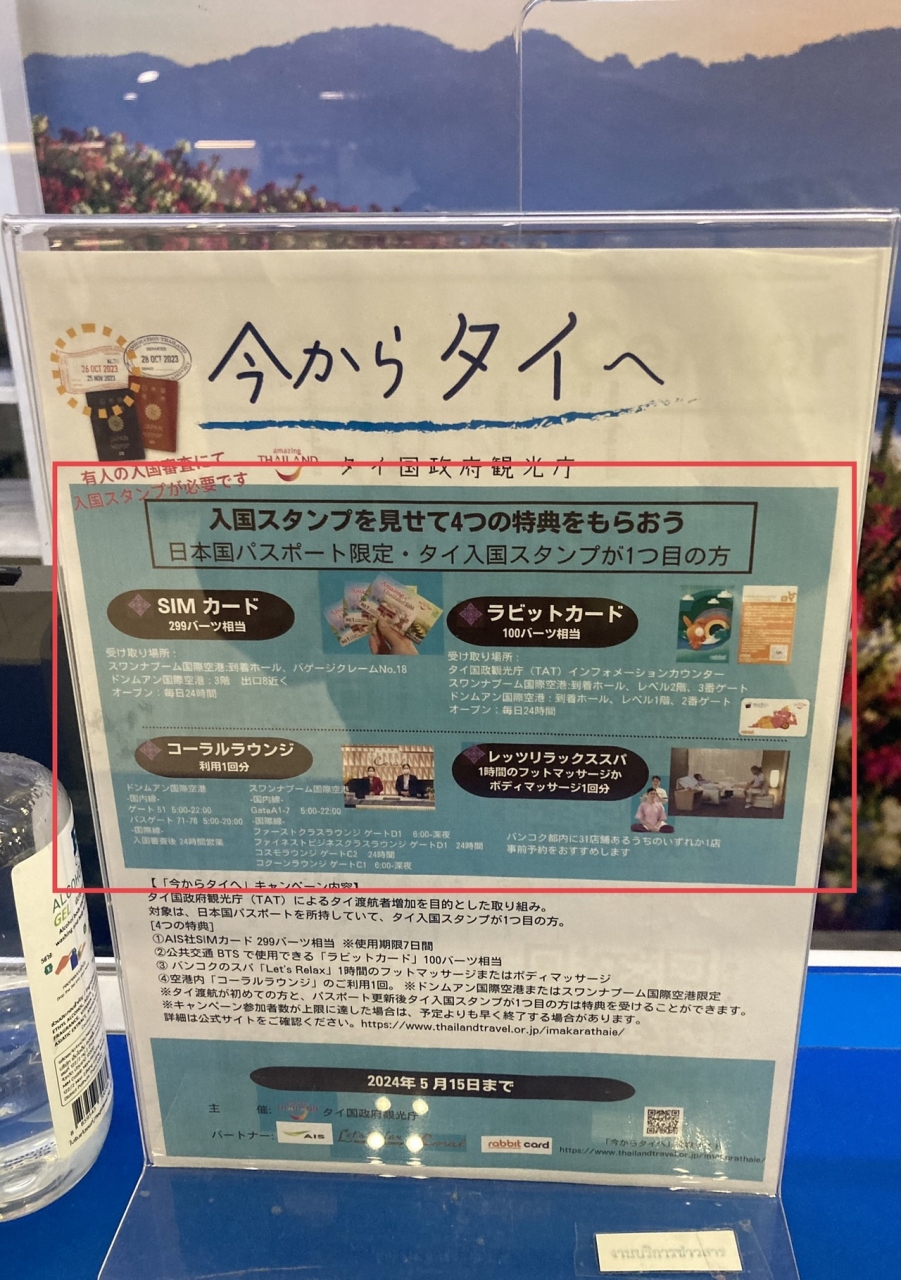 26 OCT 2023
25 NOV 2023
28 OCT 2023
JAPAN
今からタイへ
有人の入国審査にて
入国スタンプが必要です
amazing
THAILAND
タイ国政府観光庁
入国スタンプを見せて4つの特典をもらおう
日本国パスポート限定・タイ入国スタンプが1つ目の方
SIM カード
299バーツ相当
受け取り場所：
スワンナプーム国際空港:到着ホール、バゲージクレームNo.18
ドンムアン国際空港：3階 出口8近く
オープン：毎日24時間
ラビットカード
100バーツ相当
受け取り場所：
タイ国政観光庁（TAT）インフォメーションカウンター
スワンナプーム国際空港:到着ホール、レベル2階、3番ゲート
ドンムアン国際空港：到着ホール、レベル1階、2番ゲート
オープン：毎日24時間
コーラルラウンジ
利用1回分
ドンムアン国際空港
-国内線-
ゲート 51 5:00-22:00
バスゲート 71-76 5:00-20:00
-国際線-
入国審査後 24時間営業
スワンナプーム国際空港
-国内線-
GateA1-7 5:00-22:00
-国際線-
ファーストクラスラウンジ ゲートD1 6:00-深夜
ファイネストビジネスクラスラウンジ ゲートD1 24時間
コスモラウンジ ゲートC2 24時間
コクーンラウンジ ゲートC1 6:00-深夜
レッツリラックススパ
1時間のフットマッサージか
ボディマッサージ1回分
バンコク都内に31店舗あるうちのいずれか1店
事前予約をおすすめします
【「今からタイへ」キャンペーン内容】
タイ国政府観光庁（TAT）によるタイ渡航者増加を目的とした取り組み。
対象は、日本国パスポートを所持していて、タイ入国スタンプが1つ目の方。
[4つの特典]
①AIS社SIMカード 299バーツ相当 ※使用期限7日間
②公共交通 BTS で使用できる「ラビットカード」100バーツ相当
③ バンコクのスパ「Let's Relax」1時間のフットマッサージまたはボディマッサージ
④空港内「コーラルラウンジ」のご利用1回。※ドンムアン国際空港またはスワンナプーム国際空港限定
※タイ渡航が初めての方と、パスポート更新後タイ入国スタンプが1つ目の方は特典を受けることができます。
※キャンペーン参加者数が上限に達した場合は、予定よりも早く終了する場合があります。
詳細は公式サイトをご確認ください。https://www.thailandtravel.or.jp/imakarathaie/
2024年5月15日まで
主 催: タイ国政府観光庁
パートナー: AIS rabbit card
「今からタイへ」
https://www.thailandtravel.or.jp/imakarathaie/
ALCOHOL
GEL
งานบริการข่าวสาร